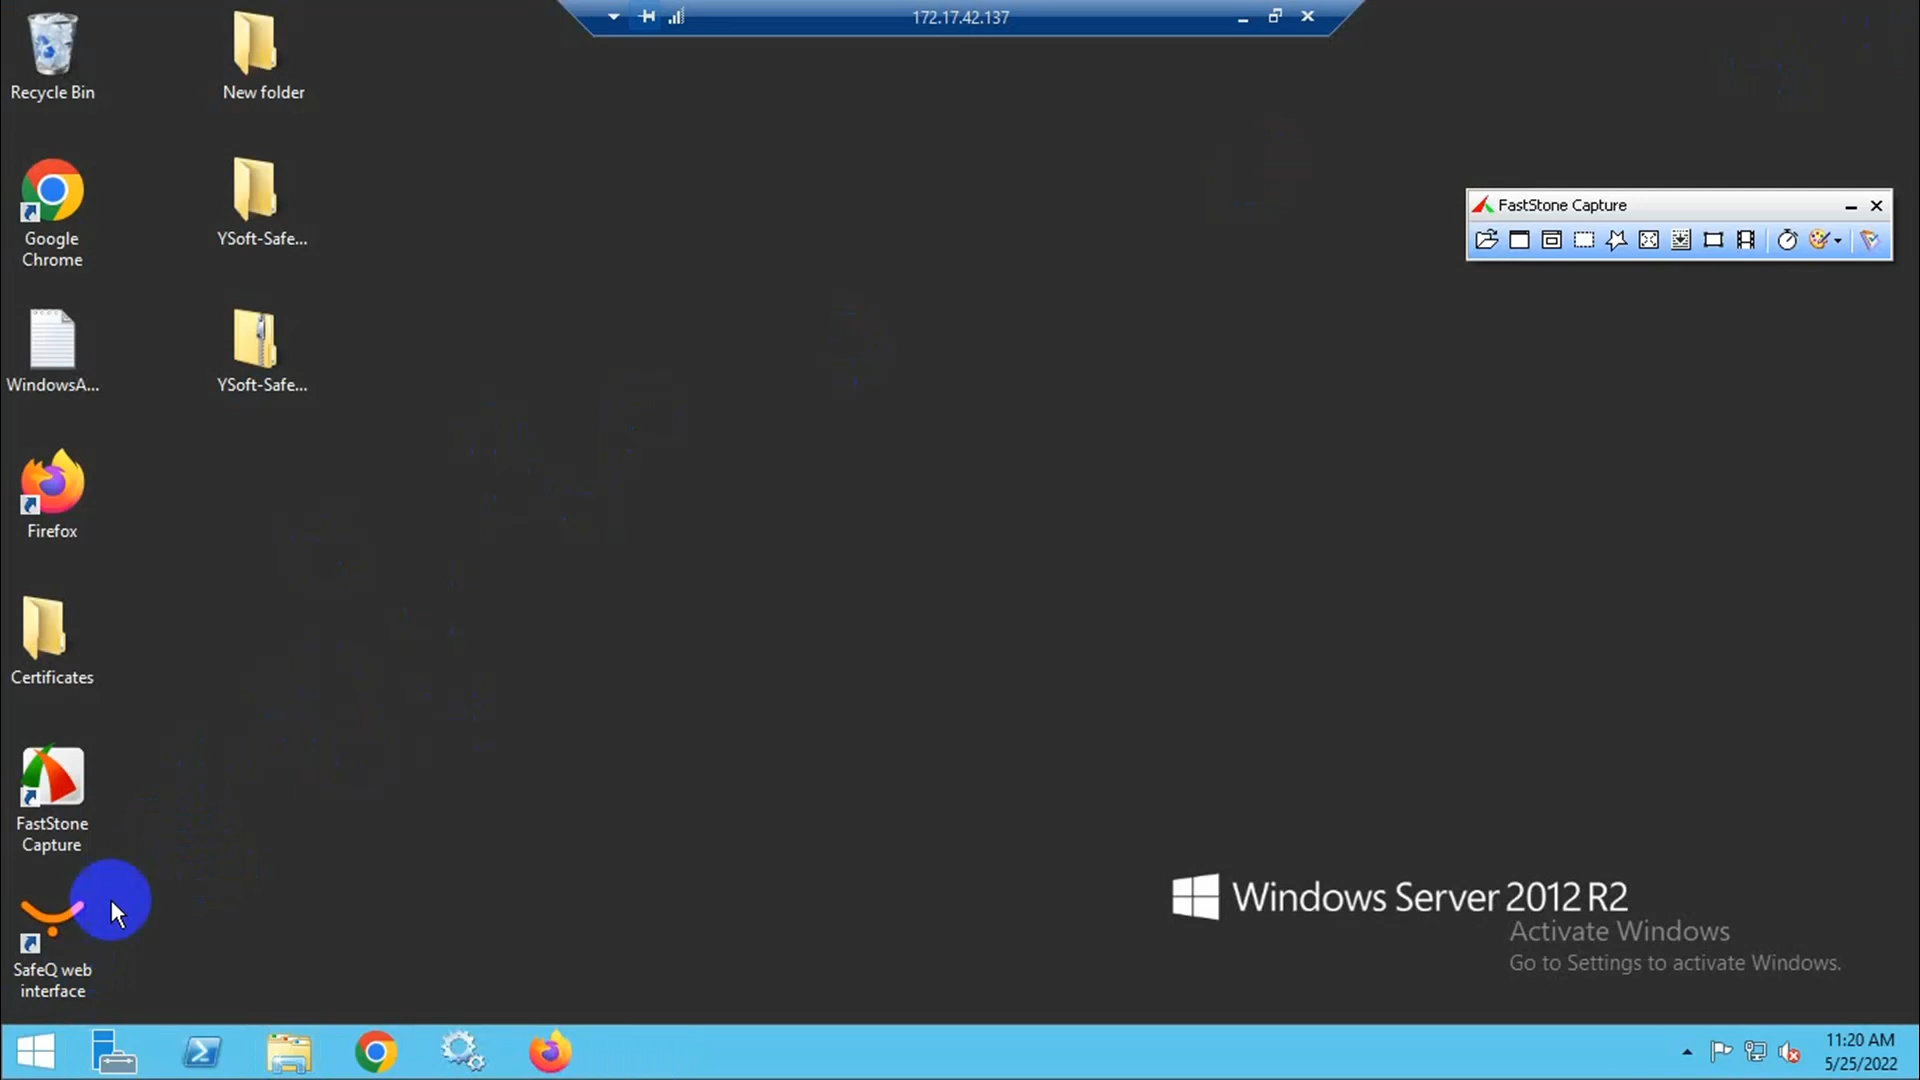 172.17.42.137
Recycle Bin
New folder
Google
Chrome
YSoft-Safe...
FastStone Capture
WindowsA...
YSoft-Safe...
Firefox
Certificates
FastStone
Capture
SafeQ web
interface
Windows Server 2012 R2
Activate Windows
Go to Settings to activate Windows.
11:20 AM
5/25/2022